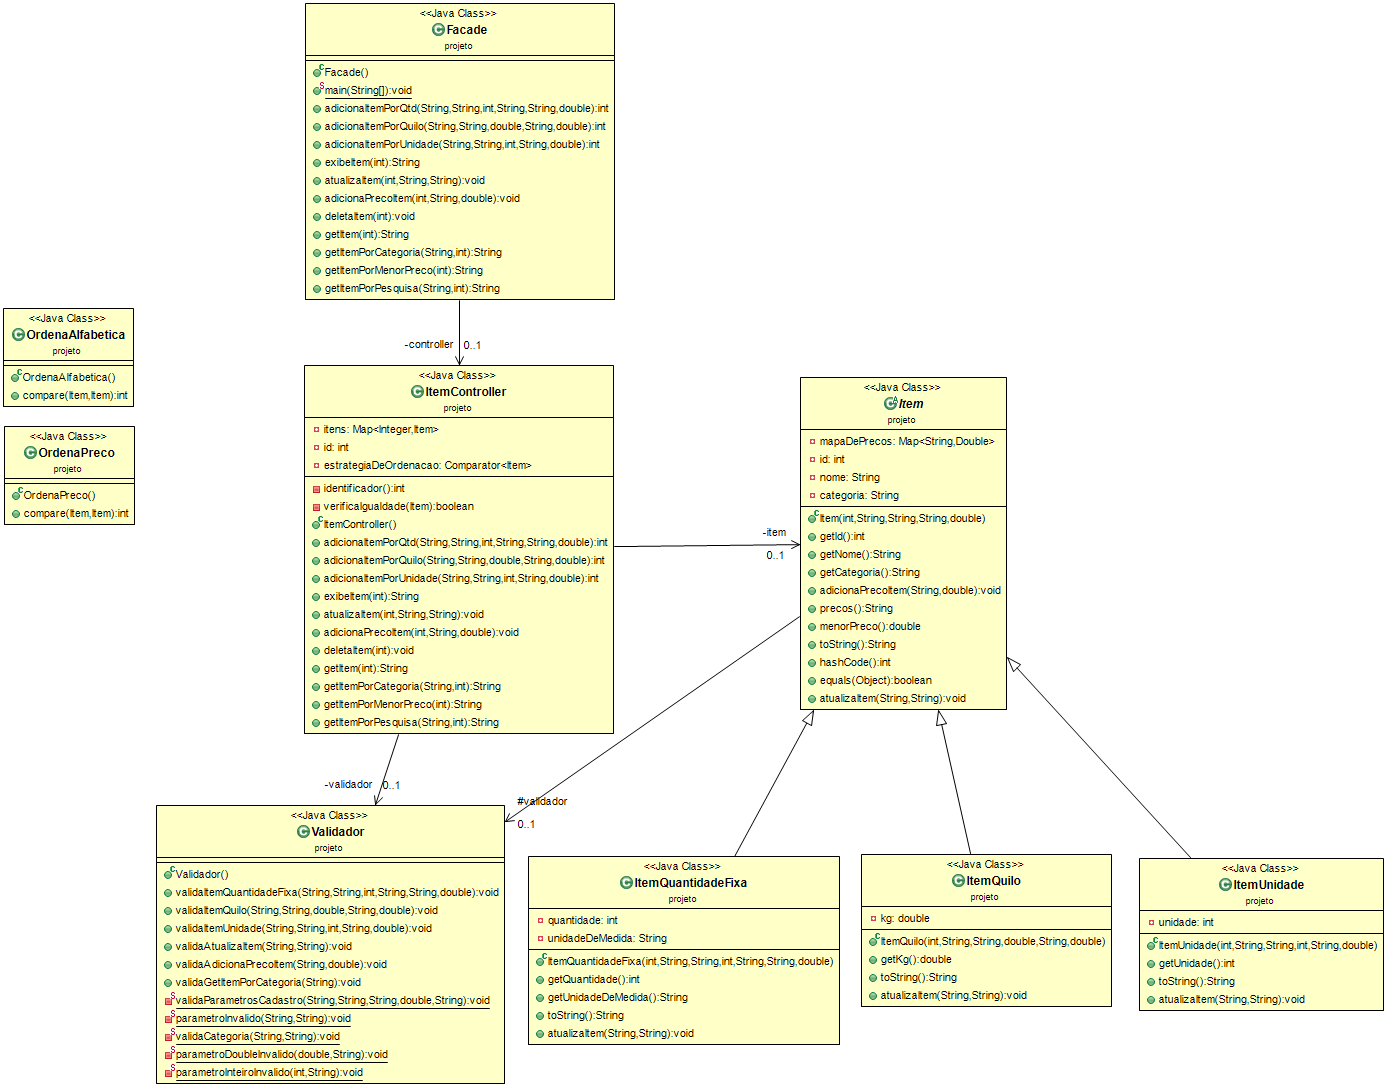 <<Java Class>>
Facade
projeto
Facade()
main(String[]):void
adicionaItemPorQtd(String,String,int,String,String,double):int
adicionaItemPorQuilo(String,String,double,String,double):int
adicionaItemPorUnidade(String,String,int,String,double):int
exibeItem(int):String
atualizaItem(int,String,String):void
adicionaPrecoItem(int,String,double):void
deletaItem(int):void
getItem(int):String
getItemPorCategoria(String,int):String
getItemPorMenorPreco(int):String
getItemPorPesquisa(String,int):String
<<Java Class>>
OrdenaAlfabetica
projeto
OrdenaAlfabetica()
compare(Item,Item):int
<<Java Class>>
OrdenaPreco
projeto
OrdenaPreco()
compare(Item,Item):int
-controller
0..1
<<Java Class>>
ItemController
projeto
itens: Map<Integer,Item>
id: int
estrategiaDeOrdenacao: Comparator<Item>
identificador():int
verificaIgualdade(Item):boolean
ItemController()
adicionaItemPorQtd(String,String,int,String,String,double):int
adicionaItemPorQuilo(String,String,double,String,double):int
adicionaItemPorUnidade(String,String,int,String,double):int
exibeItem(int):String
atualizaItem(int,String,String):void
adicionaPrecoItem(int,String,double):void
deletaItem(int):void
getItem(int):String
getItemPorCategoria(String,int):String
getItemPorMenorPreco(int):String
getItemPorPesquisa(String,int):String
-item
0..1
<<Java Class>>
Item
projeto
mapaDePrecos: Map<String,Double>
id: int
nome: String
categoria: String
Item(int,String,String,String,double)
getId():int
getNome():String
getCategoria():String
adicionaPrecoItem(String,double):void
precos():String
menorPreco():double
toString():String
hashCode():int
equals(Object):boolean
atualizaItem(String,String):void
-validador
0..1
#validador
0..1
<<Java Class>>
Validador
projeto
Validador()
validaItemQuantidadeFixa(String,String,int,String,String,double):void
validaItemQuilo(String,String,double,String,double):void
validaItemUnidade(String,String,int,String,double):void
validaAtualizaItem(String,String):void
validaAdicionaPrecoItem(String,double):void
validaGetItemPorCategoria(String):void
validaParametrosCadastro(String,String,String,double,String):void
parametroInvalido(String,String):void
validaCategoria(String,String):void
parametroDoubleInvalido(double,String):void
parametroInteiroInvalido(int,String):void
<<Java Class>>
ItemQuantidadeFixa
projeto
quantidade: int
unidadeDeMedida: String
ItemQuantidadeFixa(int,String,String,int,String,String,double)
getQuantidade():int
getUnidadeDeMedida():String
toString():String
atualizaItem(String,String):void
<<Java Class>>
ItemQuilo
projeto
kg: double
ItemQuilo(int,String,String,double,String,double)
getKg():double
toString():String
atualizaItem(String,String):void
<<Java Class>>
ItemUnidade
projeto
unidade: int
ItemUnidade(int,String,String,int,String,double)
getUnidade():int
toString():String
atualizaItem(String,String):void